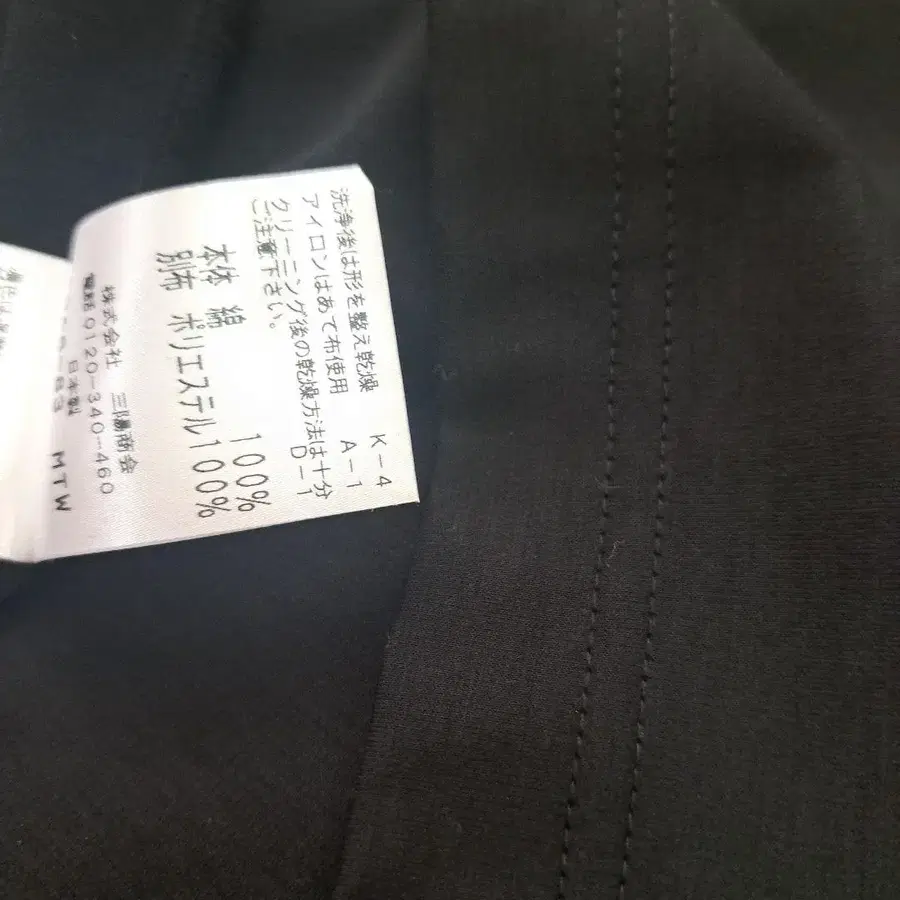 洗浄後は形を整え乾燥 K-4
アイロンはあて布使用 A-1
クリーニング後の乾燥方法は十分 D-1
ご注意下さい。
本体 綿 100%
別布 ポリエステル100%
株式会社 三陽商会
電話0120-340-460
日本製
MTW